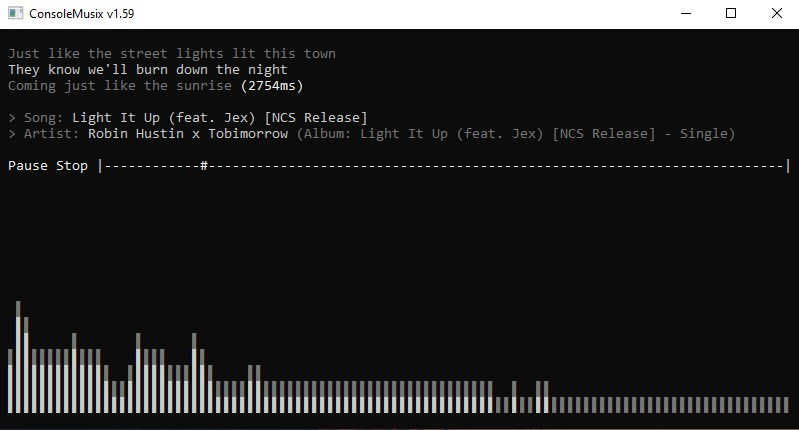 ConsoleMusix v1.59
Just like the street lights lit this town
They know we'll burn down the night
Coming just like the sunrise (2754ms)
> Song: Light It Up (feat. Jex) [NCS Release]
> Artist: Robin Hustin x Tobimorrow (Album: Light It Up (feat. Jex) [NCS Release] - Single)
Pause Stop |------------#------------------------------------------------------------------------|